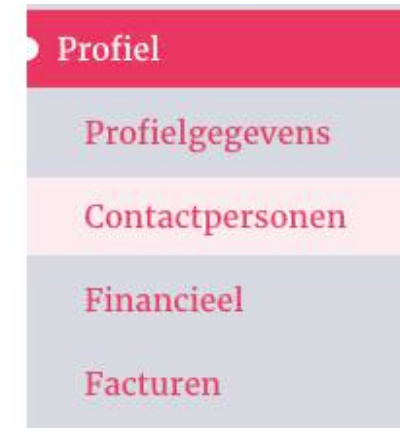 Profiel
Profielgegevens
Contactpersonen
Financieel
Facturen